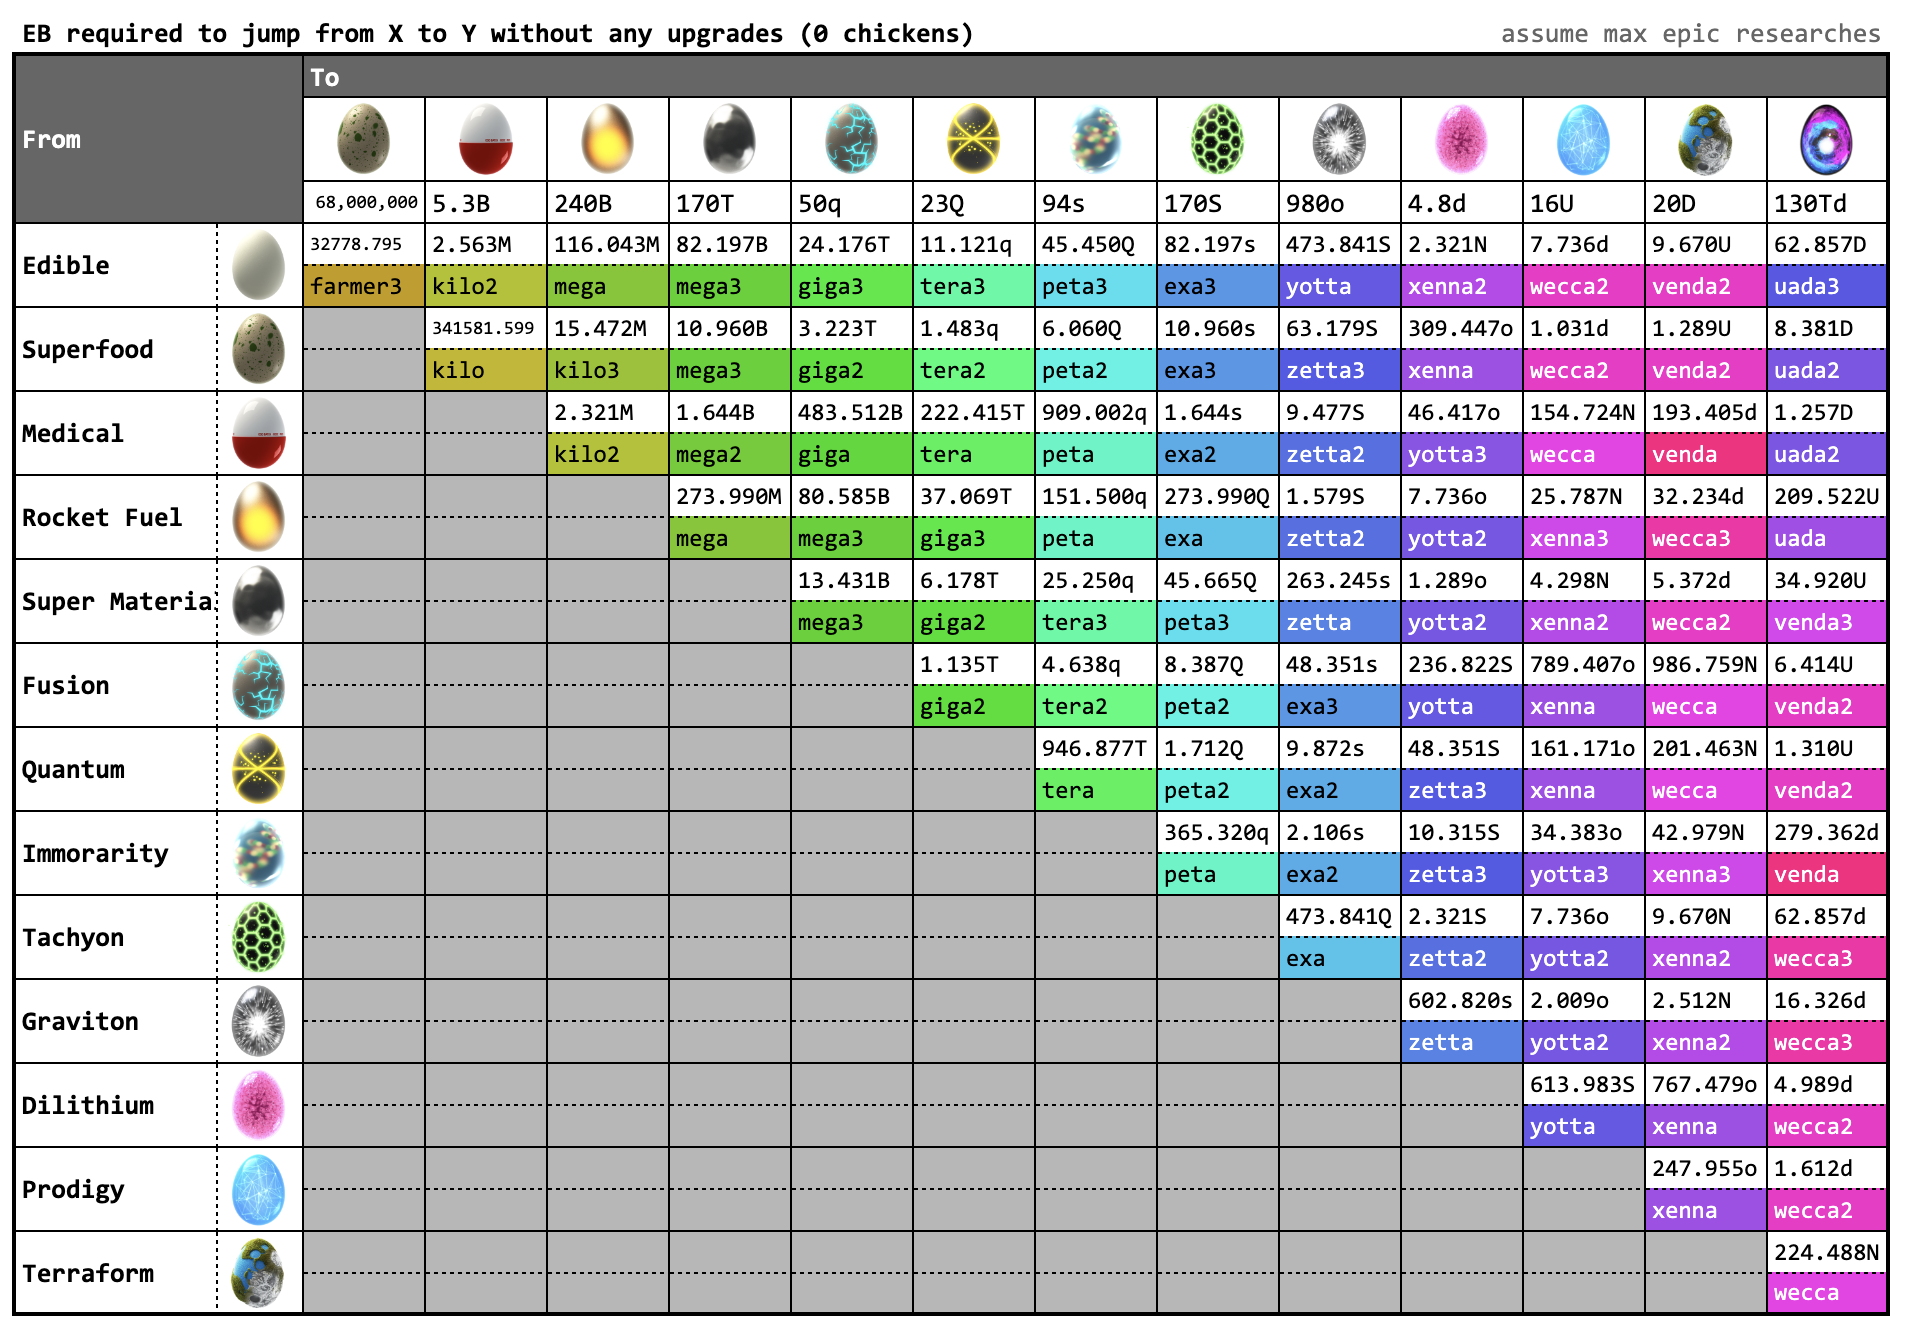 EB required to jump from X to Y without any upgrades (0 chickens) assume max epic researches
To
From
68,000,000 5.3B 240B 170T 50q 23Q 94s 170S 980o 4.8d 16U 20D 130Td
Edible
32778.795 2.563M 116.043M 82.197B 24.176T 11.121q 45.450Q 82.197s 473.841S 2.321N 7.736d 9.670U 62.857D
farmer3 kilo2 mega mega3 giga3 tera3 peta3 exa3 yotta xenna2 wecca2 venda2 uada3
Superfood
341581.599 15.472M 10.960B 3.223T 1.483q 6.060Q 10.960s 63.179S 309.447o 1.031d 1.289U 8.381D
kilo kilo3 mega3 giga2 tera2 peta2 exa3 zetta3 xenna wecca2 venda2 uada2
Medical
2.321M 1.644B 483.512B 222.415T 909.002q 1.644s 9.477S 46.417o 154.724N 193.405d 1.257D
kilo2 mega2 giga tera peta exa2 zetta2 yotta3 wecca venda uada2
Rocket Fuel
273.990M 80.585B 37.069T 151.500q 273.990Q 1.579S 7.736o 25.787N 32.234d 209.522U
mega mega3 giga3 peta exa zetta2 yotta2 xenna3 wecca3 uada
Super Materia
13.431B 6.178T 25.250q 45.665Q 263.245s 1.289o 4.298N 5.372d 34.920U
mega3 giga2 tera3 peta3 zetta yotta2 xenna2 wecca2 venda3
Fusion
1.135T 4.638q 8.387Q 48.351s 236.822S 789.407o 986.759N 6.414U
giga2 tera2 peta2 exa3 yotta xenna wecca venda2
Quantum
946.877T 1.712Q 9.872s 48.351S 161.171o 201.463N 1.310U
tera peta2 exa2 zetta3 xenna wecca venda2
Immorarity
365.320q 2.106s 10.315S 34.383o 42.979N 279.362d
peta exa2 zetta3 yotta3 xenna3 venda
Tachyon
473.841Q 2.321S 7.736o 9.670N 62.857d
exa zetta2 yotta2 xenna2 wecca3
Graviton
602.820s 2.009o 2.512N 16.326d
zetta yotta2 xenna2 wecca3
Dilithium
613.983S 767.479o 4.989d
yotta xenna wecca2
Prodigy
247.955o 1.612d
xenna wecca2
Terraform
224.488N
wecca